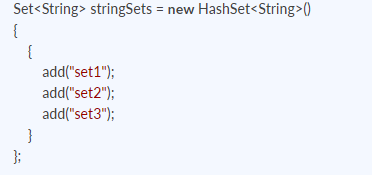 Set<String> stringSets = new HashSet<String>()
{
{
add("set1");
add("set2");
add("set3");
}
};